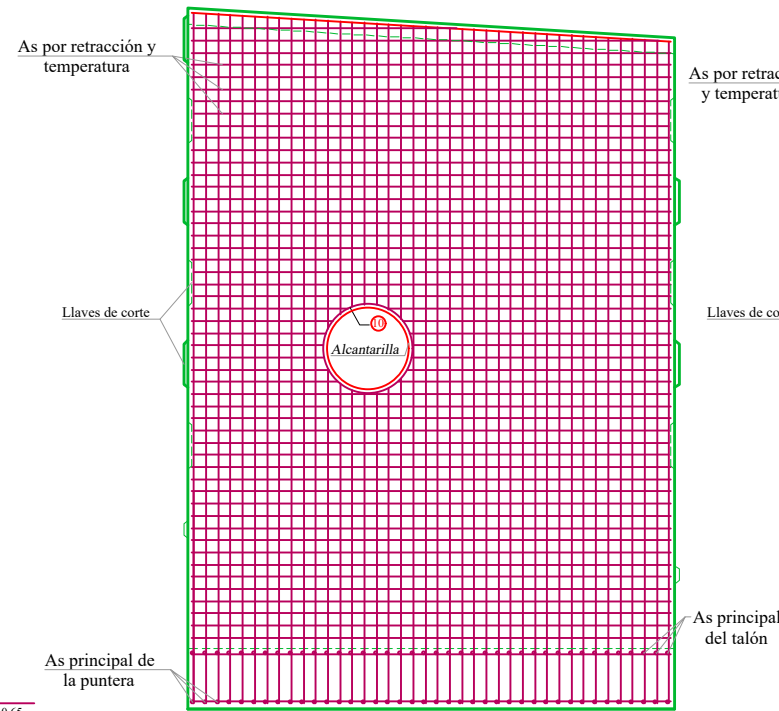 As por retracción y
temperatura
As por retrac
y temperat
Llaves de corte
Llaves de co
10
Alcantarilla
As principal
del talón
As principal de
la puntera